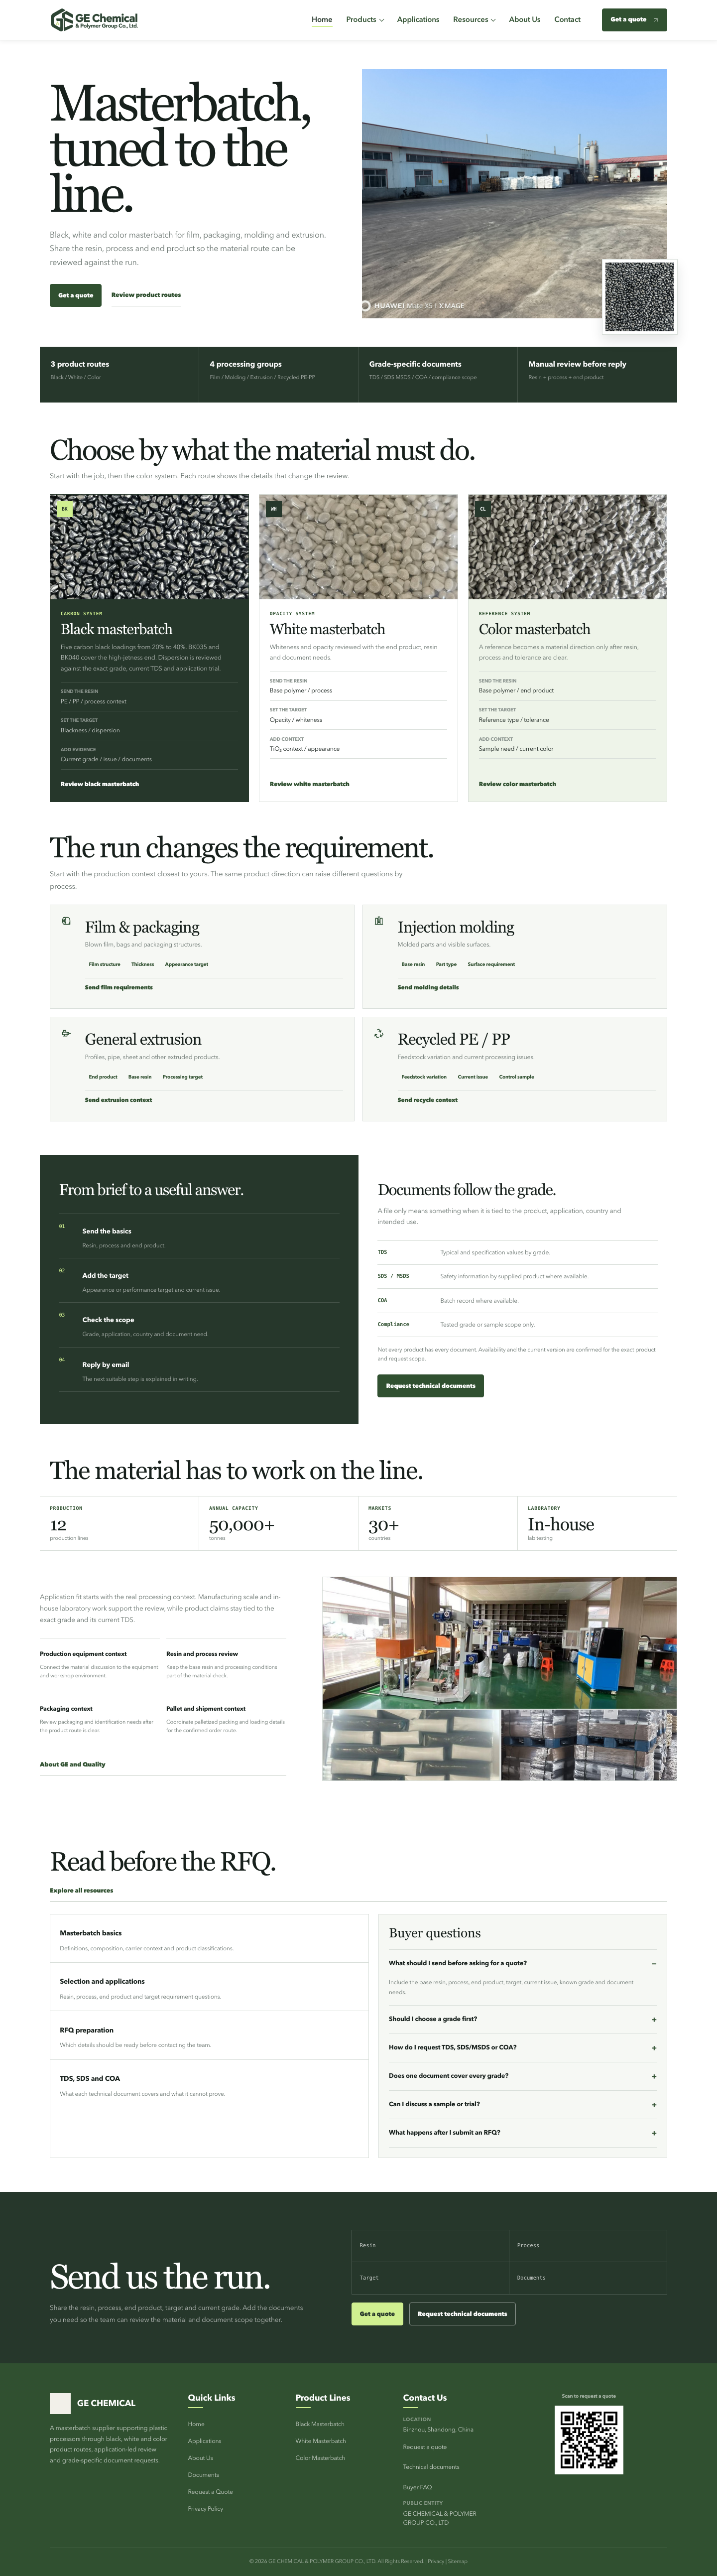 GE Chemical
& Polymer Group Co., Ltd.
Home
Products
Applications
Resources
About Us
Contact
Get a quote
Masterbatch,
tuned to the
line.
Black, white and color masterbatch for film, packaging, molding and extrusion.
Share the resin, process and end product so the material route can be
reviewed against the run.
Get a quote
Review product routes
3 product routes
Black / White / Color
4 processing groups
Film / Molding / Extrusion / Recycled PE-PP
Grade-specific documents
TDS / SDS-MSDS / COA / compliance scope
Manual review before reply
Resin + process + end product
Choose by what the material must do.
Start with the job, then the color system. Each route shows the details that change the review.
BK
CARBON SYSTEM
Black masterbatch
Five carbon black loadings from 20% to 40%. BK035 and
BK040 cover the high-jetness end. Dispersion is reviewed
against the exact grade, current TDS and application trial.
SEND THE RESIN
PE / PP / process context
SET THE TARGET
Blackness / dispersion
ADD EVIDENCE
Current grade / issue / documents
Review black masterbatch
WH
OPACITY SYSTEM
White masterbatch
Whiteness and opacity reviewed with the end product, resin
and document needs.
SEND THE RESIN
Base polymer / process
SET THE TARGET
Opacity / whiteness
ADD CONTEXT
TiO₂ context / appearance
Review white masterbatch
CL
REFERENCE SYSTEM
Color masterbatch
A reference becomes a material direction only after resin,
process and tolerance are clear.
SEND THE RESIN
Base polymer / end product
SET THE TARGET
Reference type / tolerance
ADD CONTEXT
Sample need / current color
Review color masterbatch
The run changes the requirement.
Start with the production context closest to yours. The same product direction can raise different questions by
process.
Film & packaging
Blown film, bags and packaging structures.
Film structure
Thickness
Appearance target
Send film requirements
Injection molding
Molded parts and visible surfaces.
Base resin
Part type
Surface requirement
Send molding details
General extrusion
Profiles, pipe, sheet and other extruded products.
End product
Base resin
Processing target
Send extrusion context
Recycled PE / PP
Feedstock variation and current processing issues.
Feedstock variation
Current issue
Control sample
Send recycle context
From brief to a useful answer.
01
Send the basics
Resin, process and end product.
02
Add the target
Appearance or performance target and current issue.
03
Check the scope
Grade, application, country and document need.
04
Reply by email
The next suitable step is explained in writing.
Documents follow the grade.
A file only means something when it is tied to the product, application, country and
intended use.
TDS
Typical and specification values by grade.
SDS / MSDS
Safety information by supplied product where available.
COA
Batch record where available.
Compliance
Tested grade or sample scope only.
Not every product has every document. Availability and the current version are confirmed for the exact product
and request scope.
Request technical documents
The material has to work on the line.
PRODUCTION
12
production lines
ANNUAL CAPACITY
50,000+
tonnes
MARKETS
30+
countries
LABORATORY
In-house
lab testing
Application fit starts with the real processing context. Manufacturing scale and in-
house laboratory work support the review, while product claims stay tied to the
exact grade and its current TDS.
Production equipment context
Connect the material discussion to the equipment
and workshop environment.
Resin and process review
Keep the base resin and processing conditions
part of the material check.
Packaging context
Review packaging and identification needs after
the product route is clear.
Pallet and shipment context
Coordinate palletised packing and loading details
for the confirmed order route.
About GE and Quality
Read before the RFQ.
Explore all resources
Masterbatch basics
Definitions, composition, carrier context and product classifications.
Selection and applications
Resin, process, end product and target requirement questions.
RFQ preparation
Which details should be ready before contacting the team.
TDS, SDS and COA
What each technical document covers and what it cannot prove.
Buyer questions
What should I send before asking for a quote?
Include the base resin, process, end product, target, current issue, known grade and document
needs.
Should I choose a grade first?
How do I request TDS, SDS/MSDS or COA?
Does one document cover every grade?
Can I discuss a sample or trial?
What happens after I submit an RFQ?
Send us the run.
Share the resin, process, end product, target and current grade. Add the documents
you need so the team can review the material and document scope together.
Resin
Process
Target
Documents
Get a quote
Request technical documents
GE CHEMICAL
A masterbatch supplier supporting plastic
processors through black, white and color
product routes, application-led review
and grade-specific document requests.
Quick Links
Home
Applications
About Us
Documents
Request a Quote
Privacy Policy
Product Lines
Black Masterbatch
White Masterbatch
Color Masterbatch
Contact Us
LOCATION
Binzhou, Shandong, China
Request a quote
Technical documents
Buyer FAQ
PUBLIC ENTITY
GE CHEMICAL & POLYMER
GROUP CO., LTD
Scan to request a quote
© 2026 GE CHEMICAL & POLYMER GROUP CO., LTD. All Rights Reserved. | Privacy | Sitemap